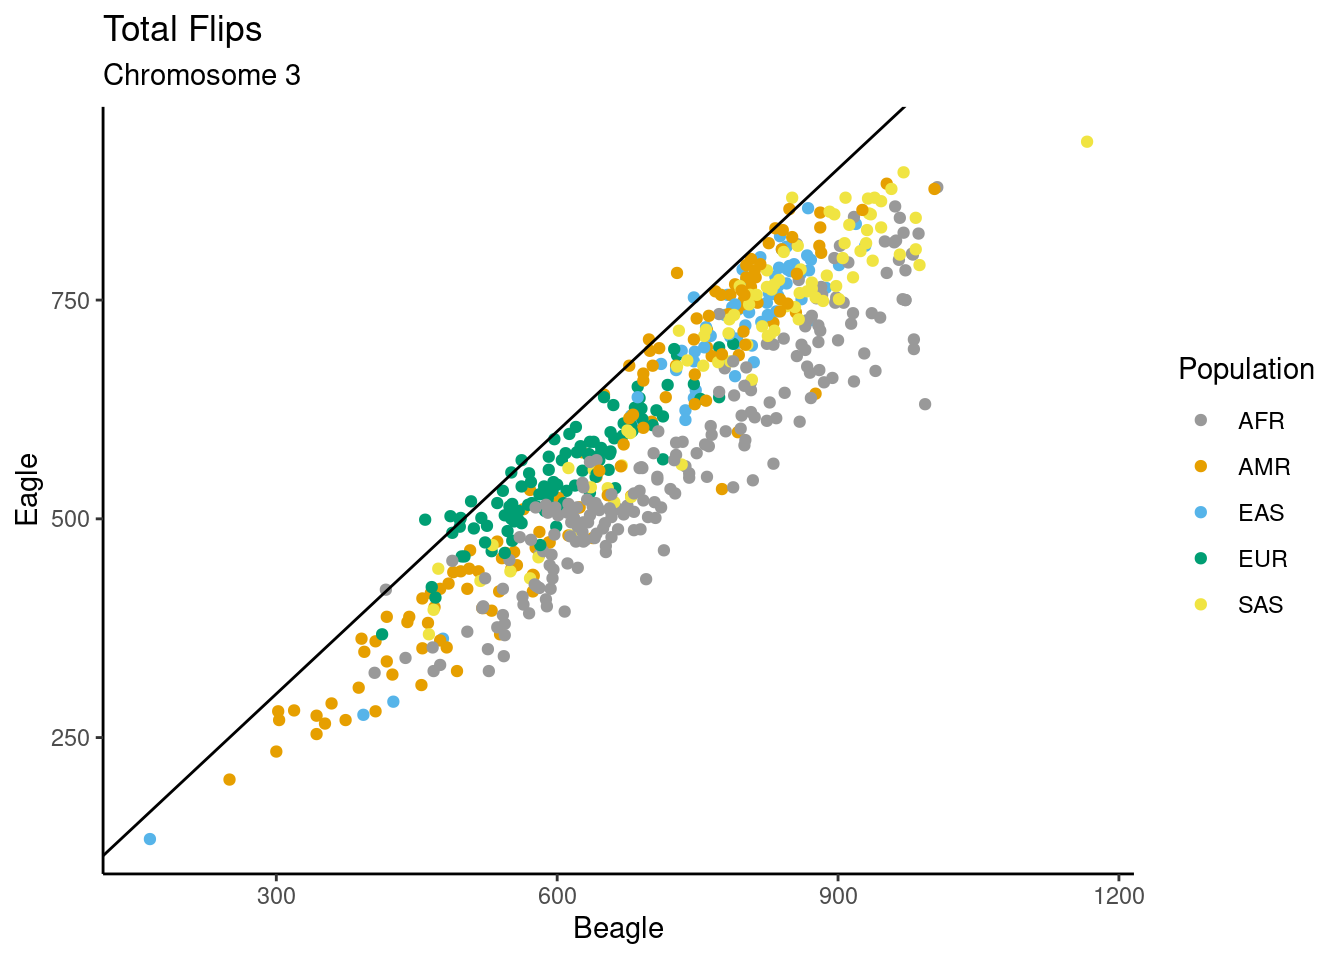 Total Flips
Chromosome 3
Eagle
750
500
250
300
600
900
1200
Beagle
Population
AFR
AMR
EAS
EUR
SAS